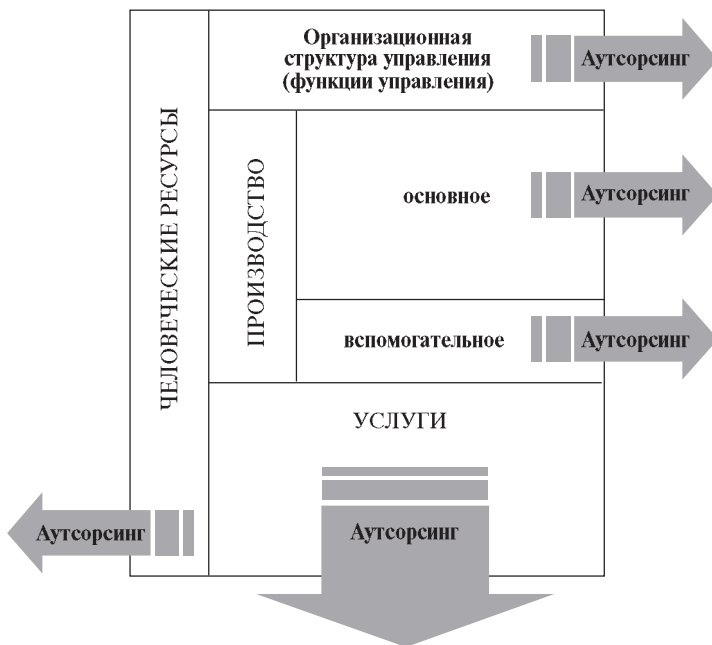 Организационная
структура управления
(функции управления)
Аутсорсинг
ЧЕЛОВЕЧЕСКИЕ РЕСУРСЫ
ПРОИЗВОДСТВО
основное
Аутсорсинг
вспомогательное
Аутсорсинг
УСЛУГИ
Аутсорсинг
Аутсорсинг